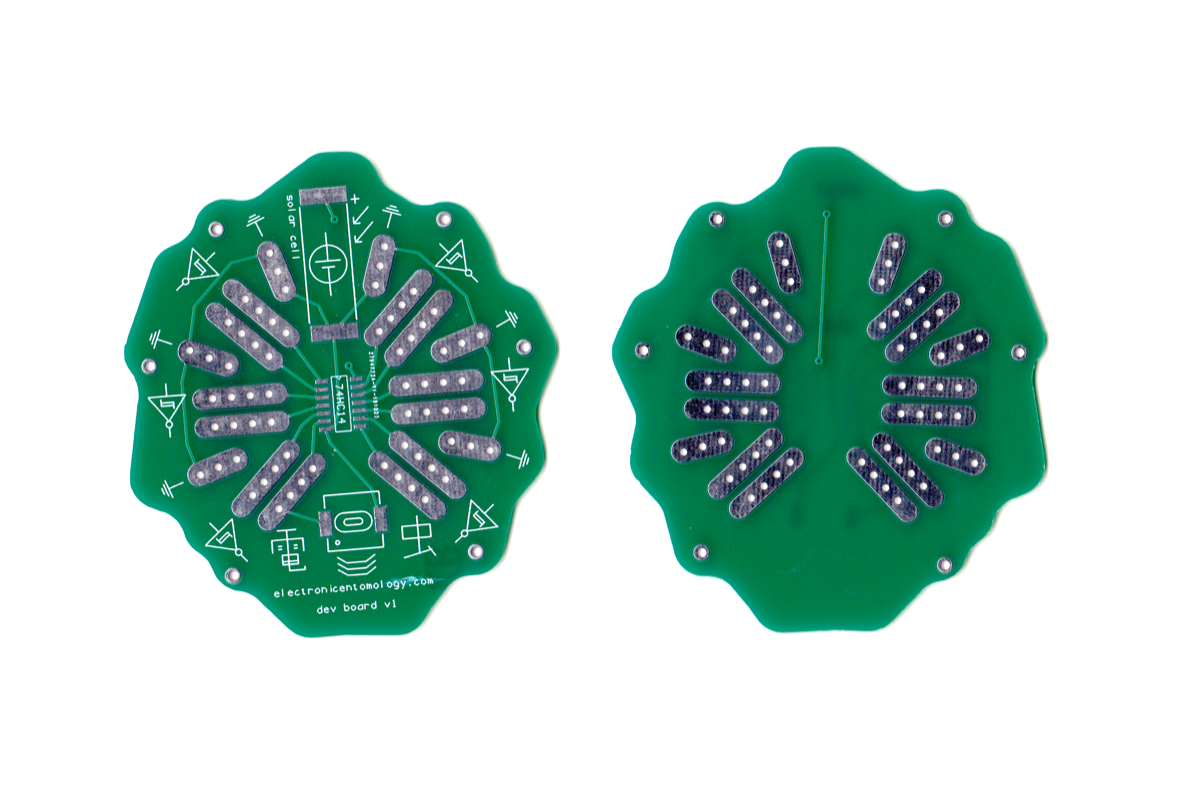 solar cell
+
74HC14
電虫
electronicentomology.com
dev board v1